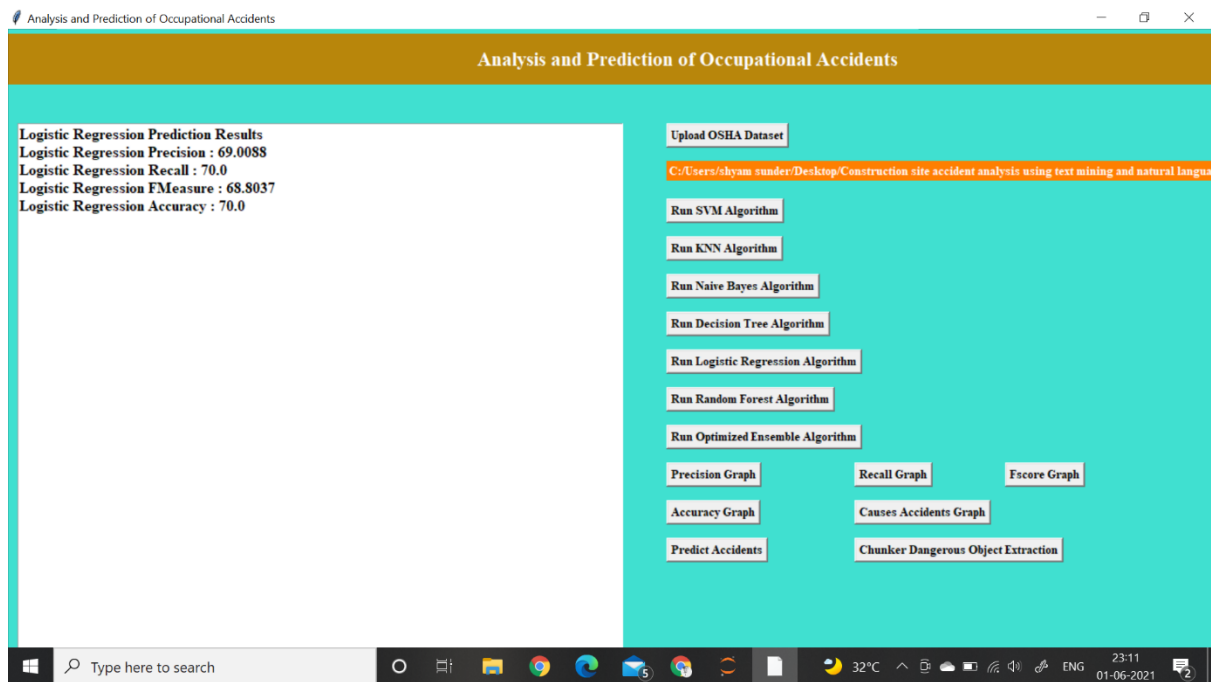 Analysis and Prediction of Occupational Accidents
Analysis and Prediction of Occupational Accidents
Logistic Regression Prediction Results
Logistic Regression Precision : 69.0088
Logistic Regression Recall : 70.0
Logistic Regression FMeasure : 68.8037
Logistic Regression Accuracy : 70.0
Upload OSHA Dataset
C:/Users/shyam sunder/Desktop/Construction site accident analysis using text mining and natural langua
Run SVM Algorithm
Run KNN Algorithm
Run Naive Bayes Algorithm
Run Decision Tree Algorithm
Run Logistic Regression Algorithm
Run Random Forest Algorithm
Run Optimized Ensemble Algorithm
Precision Graph Recall Graph Fscore Graph
Accuracy Graph Causes Accidents Graph
Predict Accidents Chunker Dangerous Object Extraction
Type here to search 5 32°C ENG 23:11 2
01-06-2021